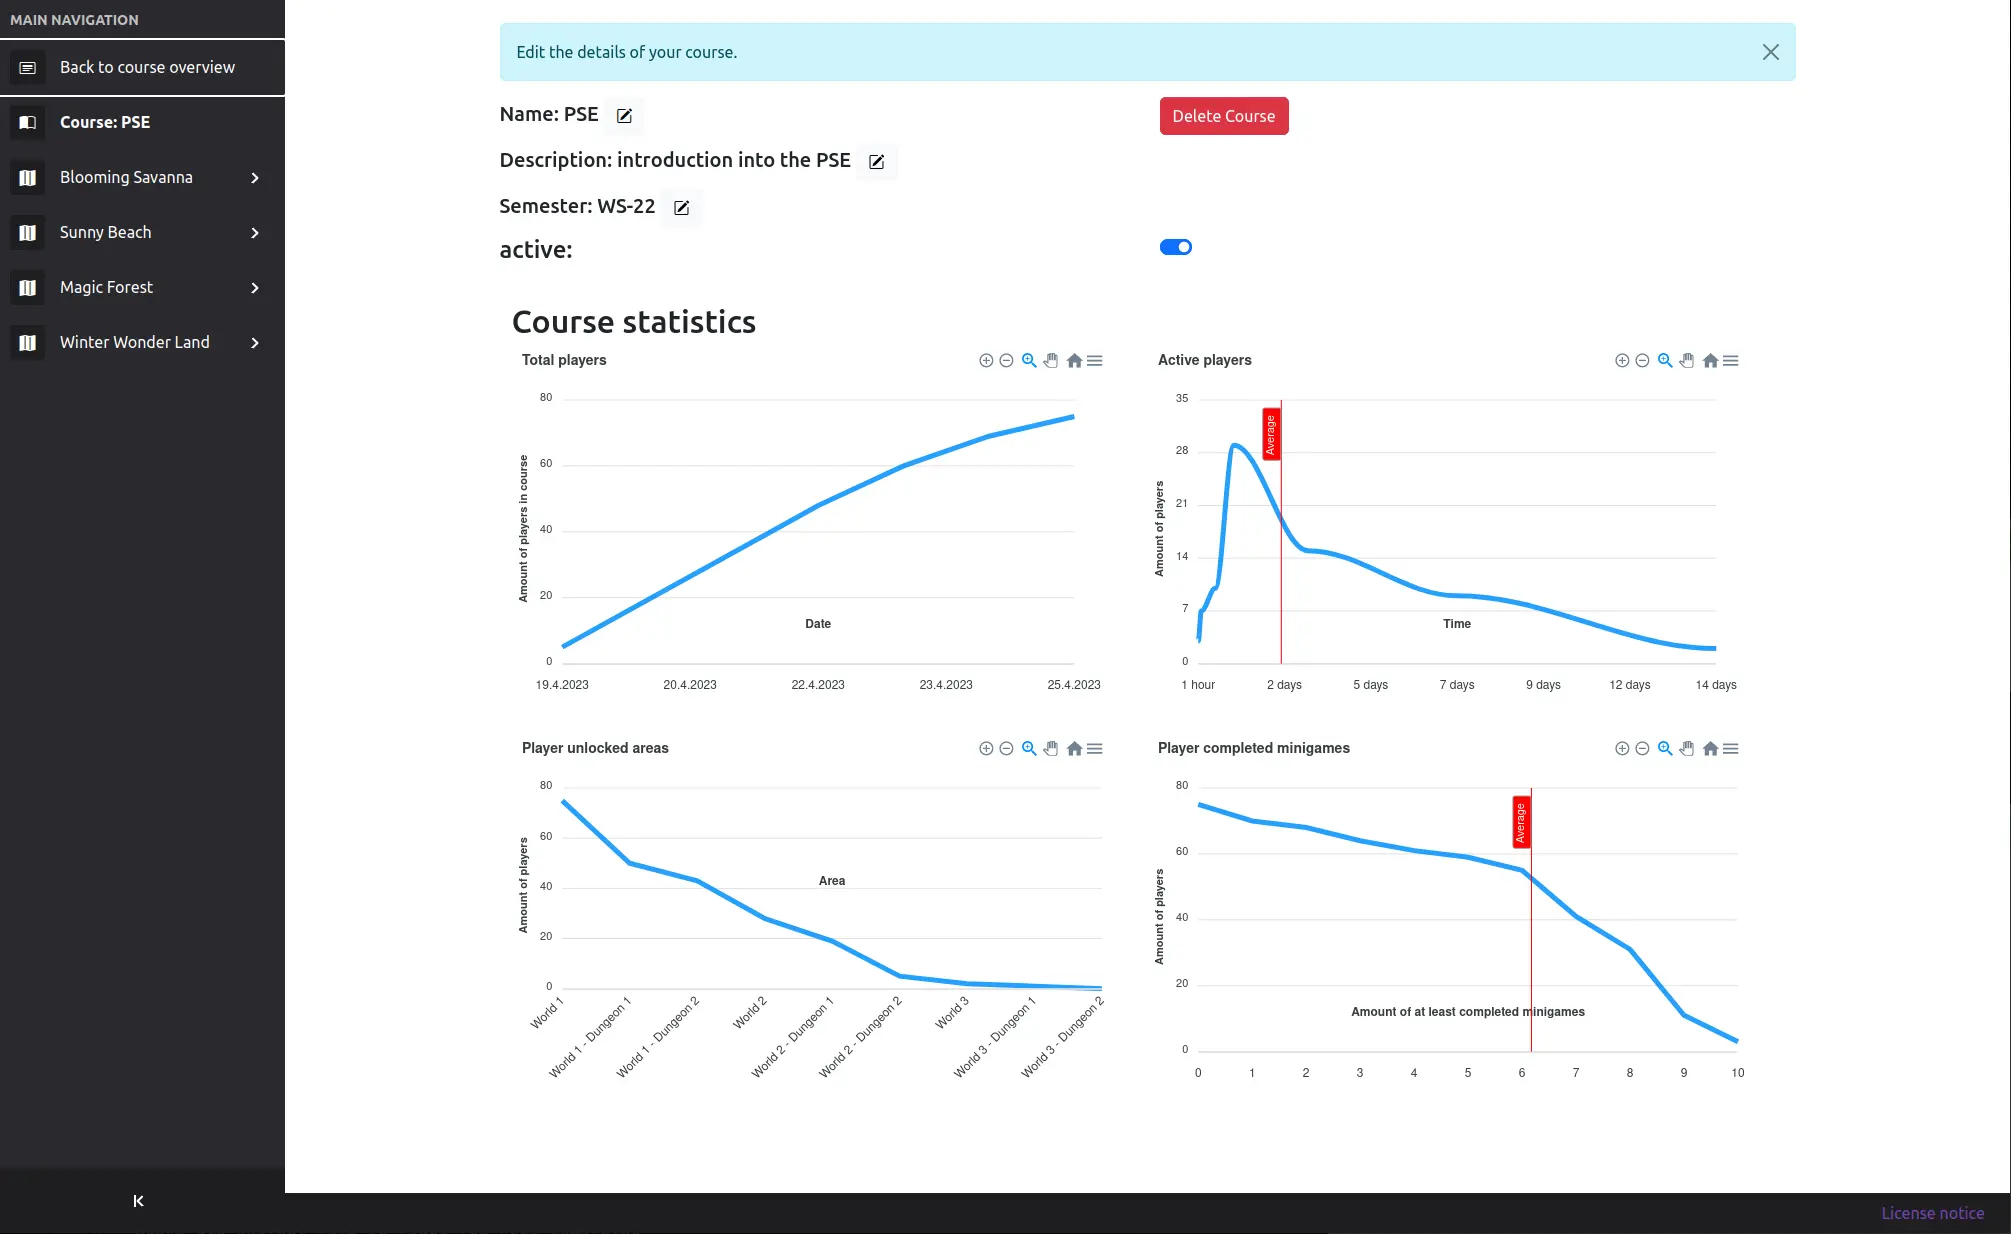 MAIN NAVIGATION
Back to course overview
Course: PSE
Blooming Savanna
Sunny Beach
Magic Forest
Winter Wonder Land
Edit the details of your course.
Name: PSE
Delete Course
Description: introduction into the PSE
Semester: WS-22
active:
Course statistics
Total players
80
60
40
20
0
Amount of players in course
Date
19.4.2023 20.4.2023 22.4.2023 23.4.2023 25.4.2023
Active players
35
28
21
14
7
0
Amount of players
Average
Time
1 hour 2 days 5 days 7 days 9 days 12 days 14 days
Player unlocked areas
80
60
40
20
0
Amount of players
Area
World 1
World 1 - Dungeon 1
World 1 - Dungeon 2
World 2
World 2 - Dungeon 1
World 2 - Dungeon 2
World 3
World 3 - Dungeon 1
World 3 - Dungeon 2
Player completed minigames
80
60
40
20
0
Amount of players
Average
Amount of at least completed minigames
0 1 2 3 4 5 6 7 8 9 10
License notice